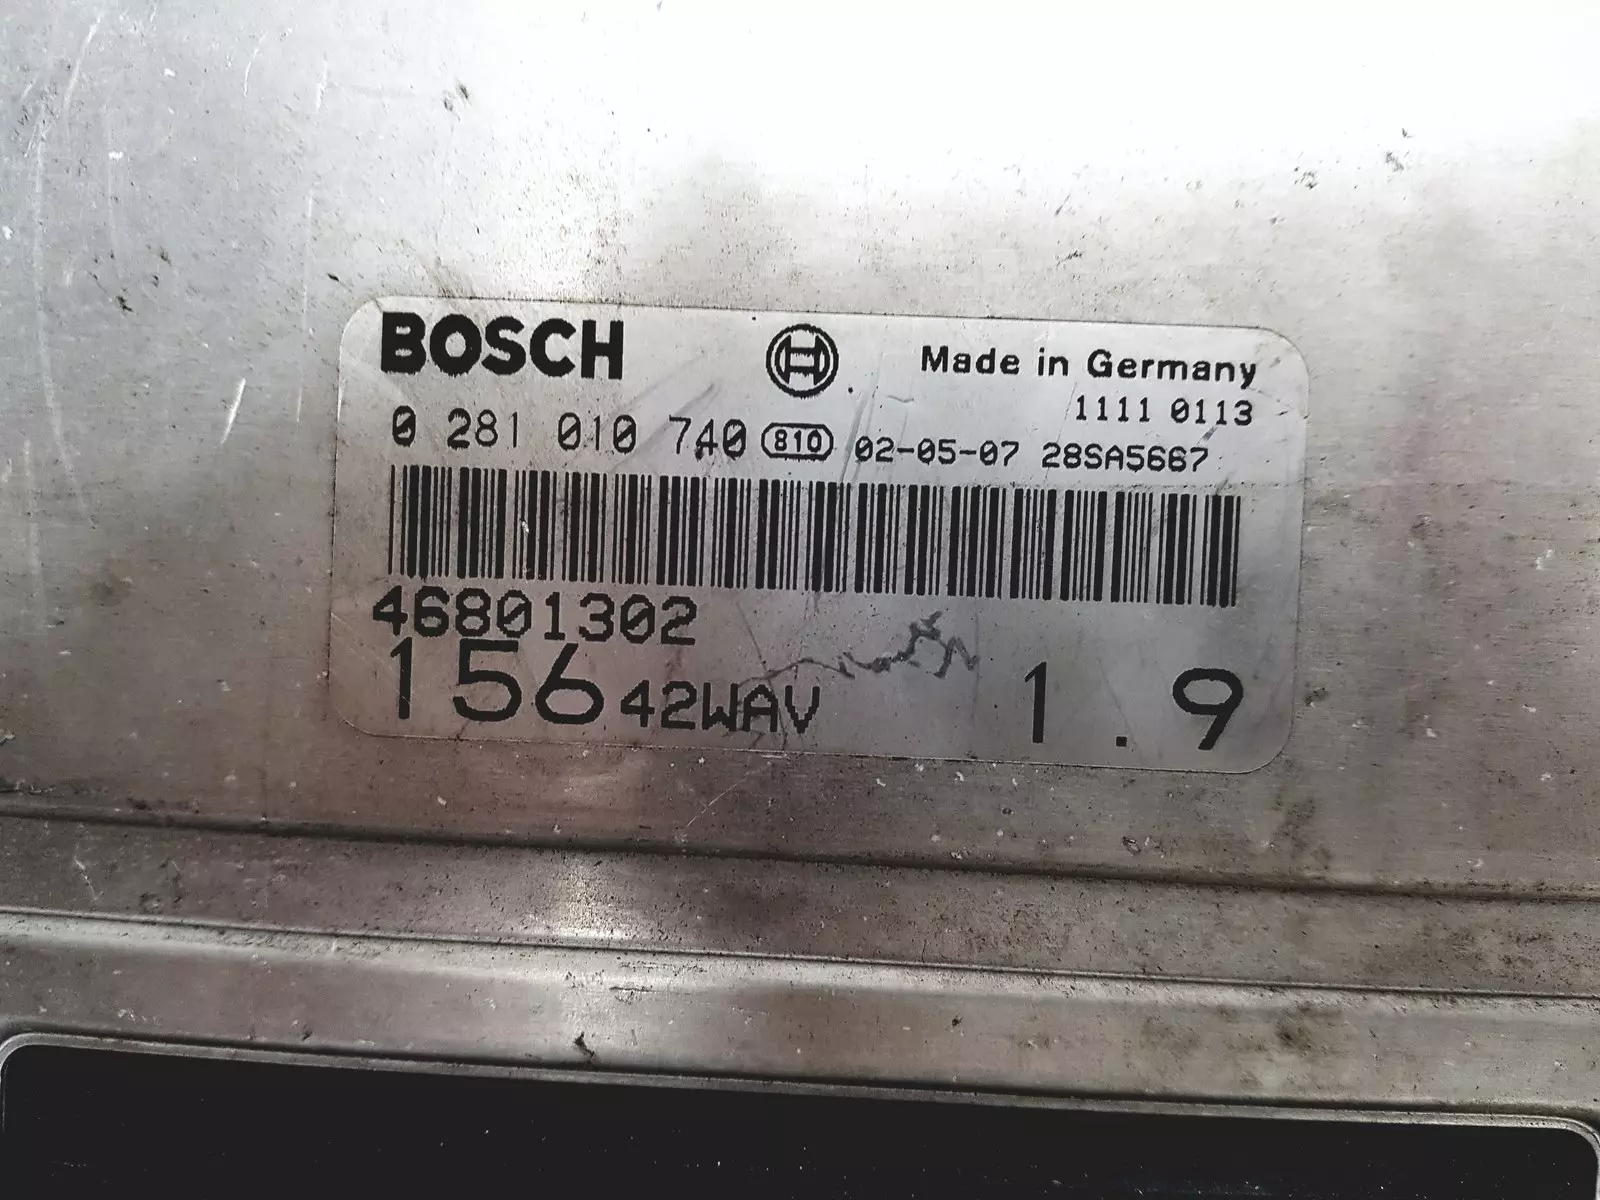 BOSCH Made in Germany
1111 0113
0 281 010 740 810 02-05-07 28SA5667
46801302
156 42WAV 1.9